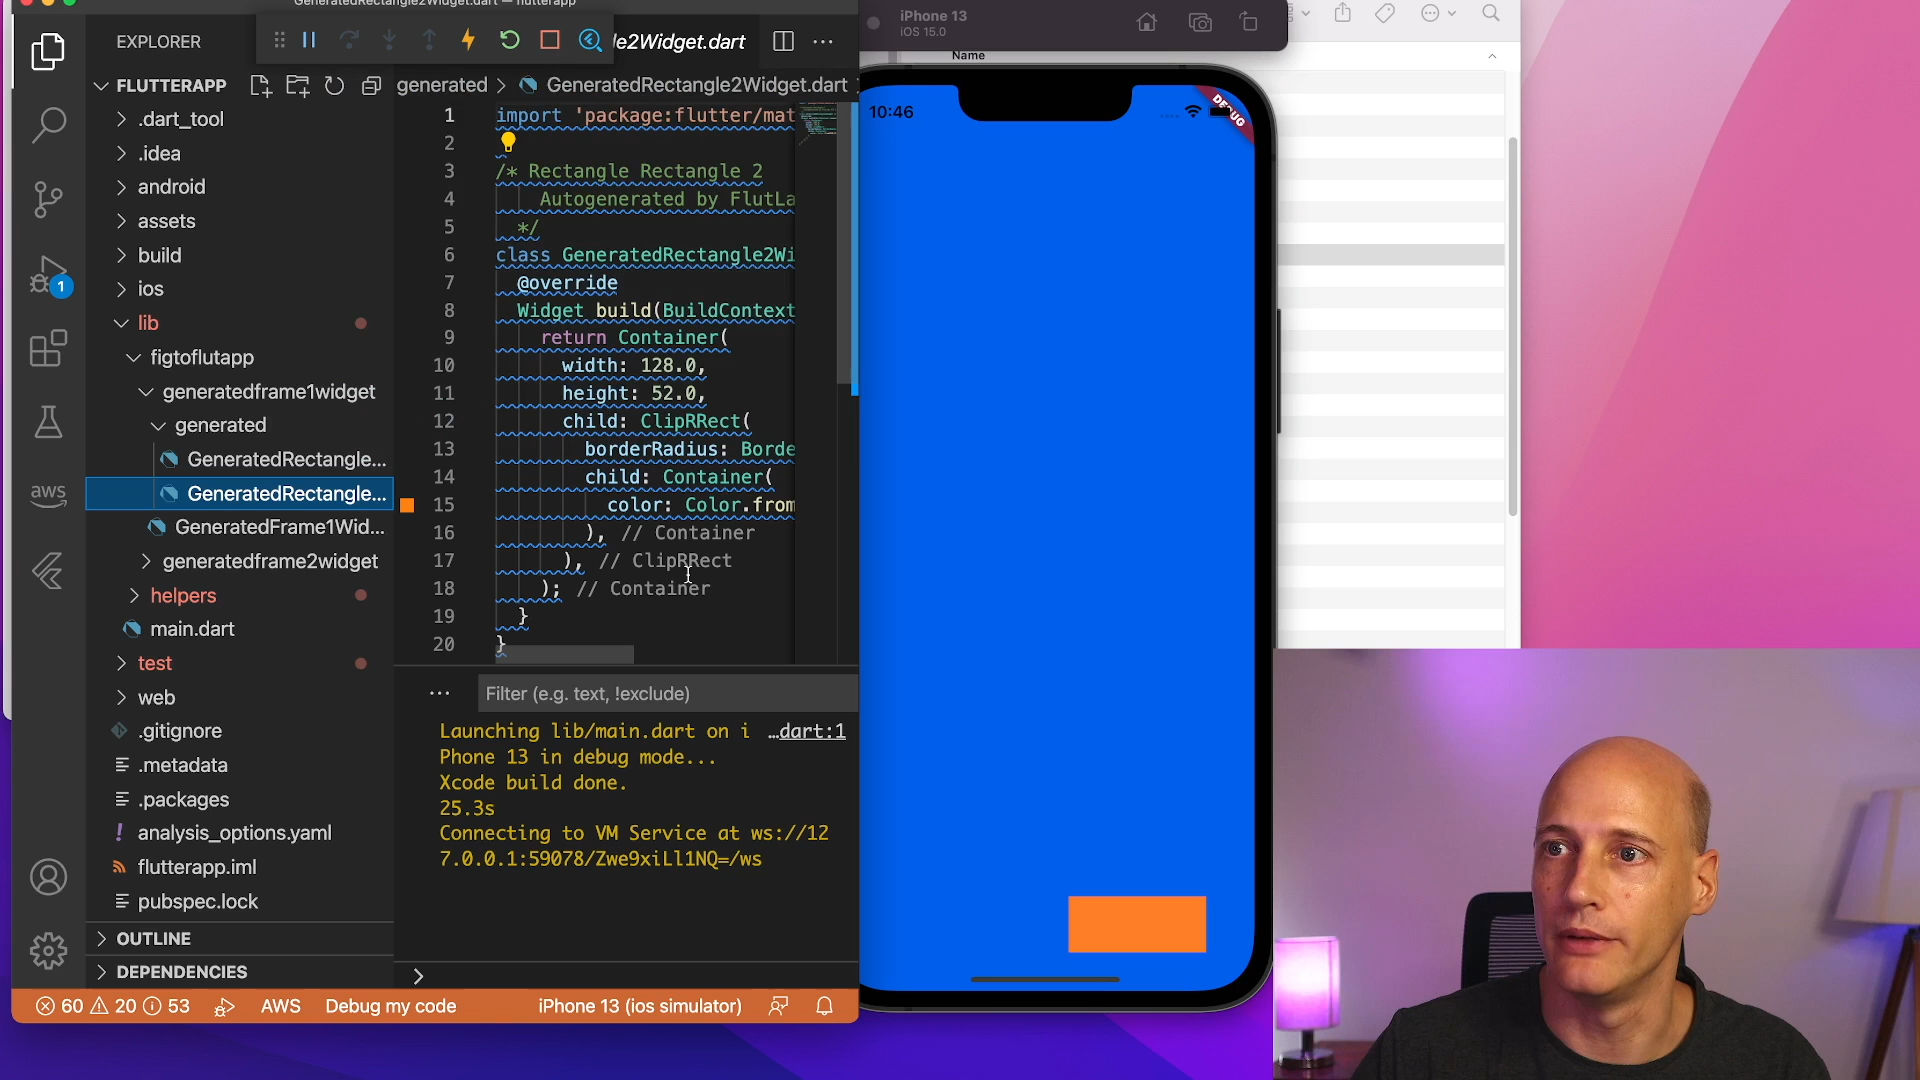 GeneratedRectangle2Widget.dart — flutterapp
EXPLORER
le2Widget.dart
FLUTTERAPP
generated > GeneratedRectangle2Widget.dart
.dart_tool
.idea
android
assets
build
ios
lib
figtoflutapp
generatedframe1widget
generated
GeneratedRectangle...
GeneratedRectangle...
GeneratedFrame1Wid...
generatedframe2widget
helpers
main.dart
test
web
.gitignore
.metadata
.packages
analysis_options.yaml
flutterapp.iml
pubspec.lock
OUTLINE
DEPENDENCIES
1
aws
1 import 'package:flutter/mat
2
3 /* Rectangle Rectangle 2
4 Autogenerated by FlutLa
5 */
6 class GeneratedRectangle2Wi
7 @override
8 Widget build(BuildContext
9 return Container(
10 width: 128.0,
11 height: 52.0,
12 child: ClipRRect(
13 borderRadius: Borde
14 child: Container(
15 color: Color.from
16 ), // Container
17 ), // ClipRRect
18 ); // Container
19 }
20 }
Filter (e.g. text, !exclude)
Launching lib/main.dart on i …dart:1
Phone 13 in debug mode...
Xcode build done.
25.3s
Connecting to VM Service at ws://12
7.0.0.1:59078/Zwe9xiLl1NQ=/ws
60 20 53 AWS Debug my code iPhone 13 (ios simulator)
iPhone 13
iOS 15.0
Name
10:46
DEBUG